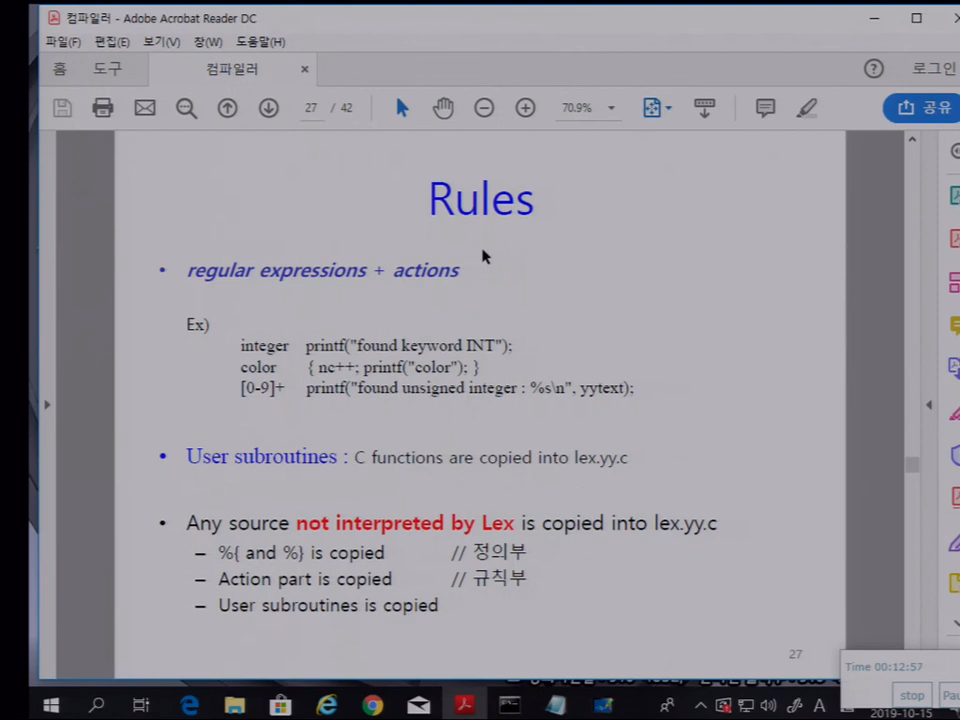 컴파일러 - Adobe Acrobat Reader DC
파일(F) 편집(E) 보기(V) 창(W) 도움말(H)
홈 도구 컴파일러 × 로그인
27 / 42 70.9% 공유
Rules
• regular expressions + actions
Ex)
integer printf("found keyword INT");
color { nc++; printf("color"); }
[0-9]+ printf("found unsigned integer : %s\n", yytext);
• User subroutines : C functions are copied into lex.yy.c
• Any source not interpreted by Lex is copied into lex.yy.c
– %{ and %} is copied // 정의부
– Action part is copied // 규칙부
– User subroutines is copied
27
Time 00:12:57
stop Pau
A
2019-10-15